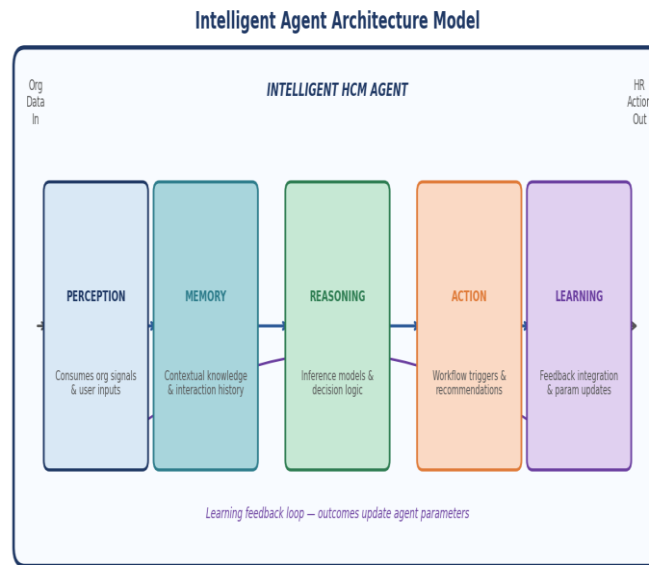 Intelligent Agent Architecture Model
Org
Data
In
INTELLIGENT HCM AGENT
HR
Action
Out
PERCEPTION
Consumes org signals
& user inputs
MEMORY
Contextual knowledge
& interaction history
REASONING
Inference models &
decision logic
ACTION
Workflow triggers &
recommendations
LEARNING
Feedback integration
& param updates
Learning feedback loop — outcomes update agent parameters